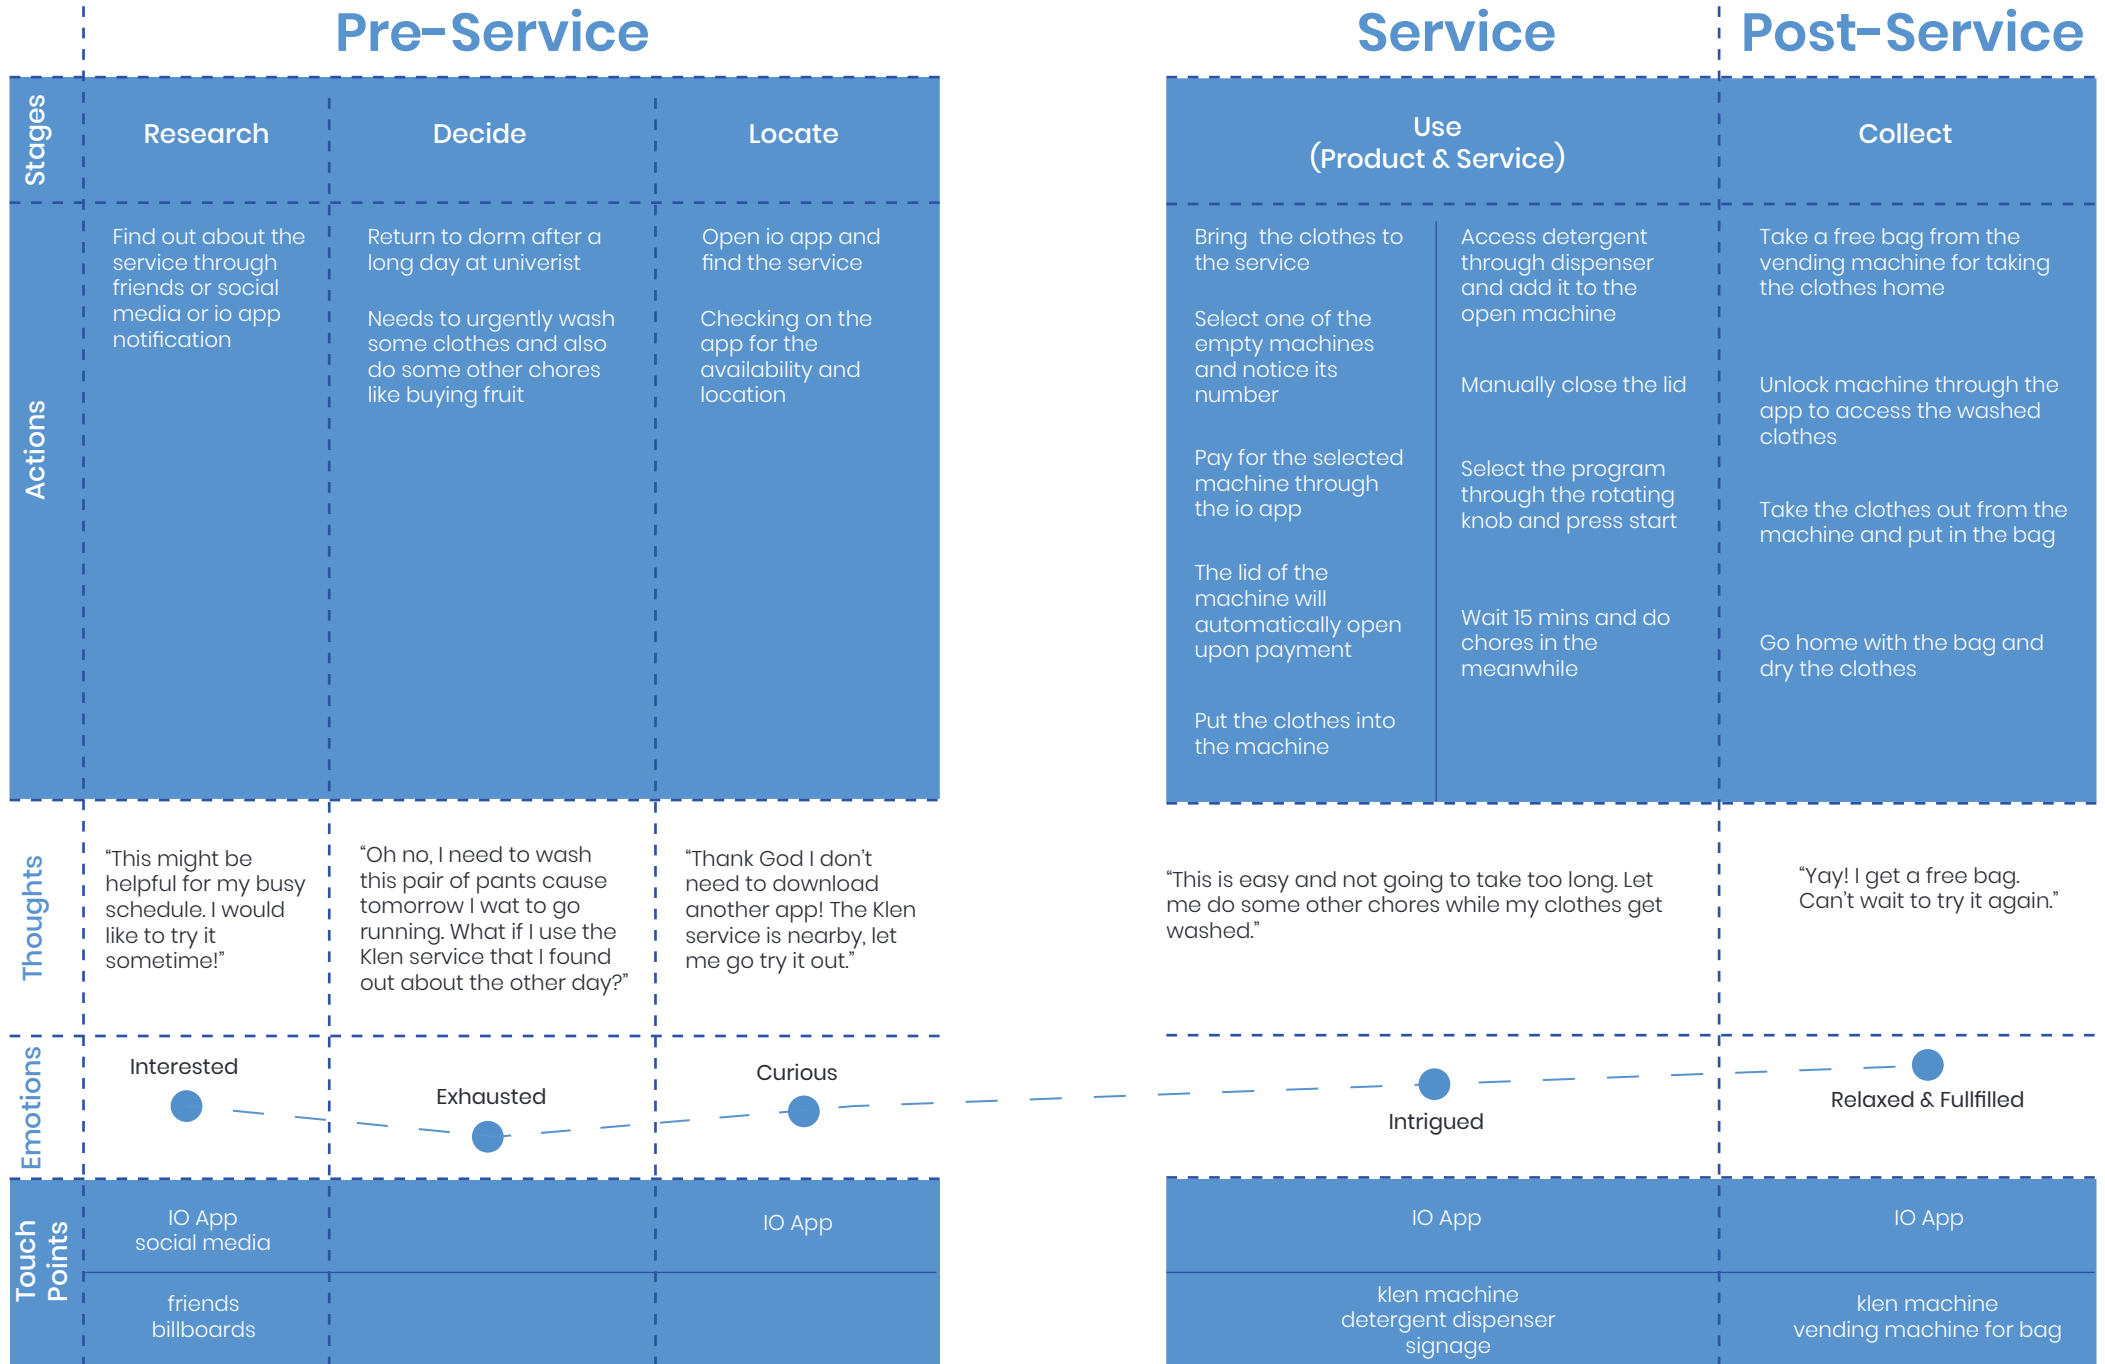 Pre-Service
Service
Post-Service
Stages
Research
Decide
Locate
Use
(Product & Service)
Collect
Actions
Find out about the
service through
friends or social
media or io app
notification
Return to dorm after a
long day at univerist
Needs to urgently wash
some clothes and also
do some other chores
like buying fruit
Open io app and
find the service
Checking on the
app for the
availability and
location
Bring the clothes to
the service
Select one of the
empty machines
and notice its
number
Pay for the selected
machine through
the io app
The lid of the
machine will
automatically open
upon payment
Put the clothes into
the machine
Access detergent
through dispenser
and add it to the
open machine
Manually close the lid
Select the program
through the rotating
knob and press start
Wait 15 mins and do
chores in the
meanwhile
Take a free bag from the
vending machine for taking
the clothes home
Unlock machine through the
app to access the washed
clothes
Take the clothes out from the
machine and put in the bag
Go home with the bag and
dry the clothes
Thoughts
“This might be
helpful for my busy
schedule. I would
like to try it
sometime!”
“Oh no, I need to wash
this pair of pants cause
tomorrow I wat to go
running. What if I use the
Klen service that I found
out about the other day?”
“Thank God I don’t
need to download
another app! The Klen
service is nearby, let
me go try it out.”
“This is easy and not going to take too long. Let
me do some other chores while my clothes get
washed.”
“Yay! I get a free bag.
Can’t wait to try it again.”
Emotions
Interested
Exhausted
Curious
Intrigued
Relaxed & Fullfilled
Touch
Points
IO App
social media
IO App
IO App
IO App
friends
billboards
klen machine
detergent dispenser
signage
klen machine
vending machine for bag